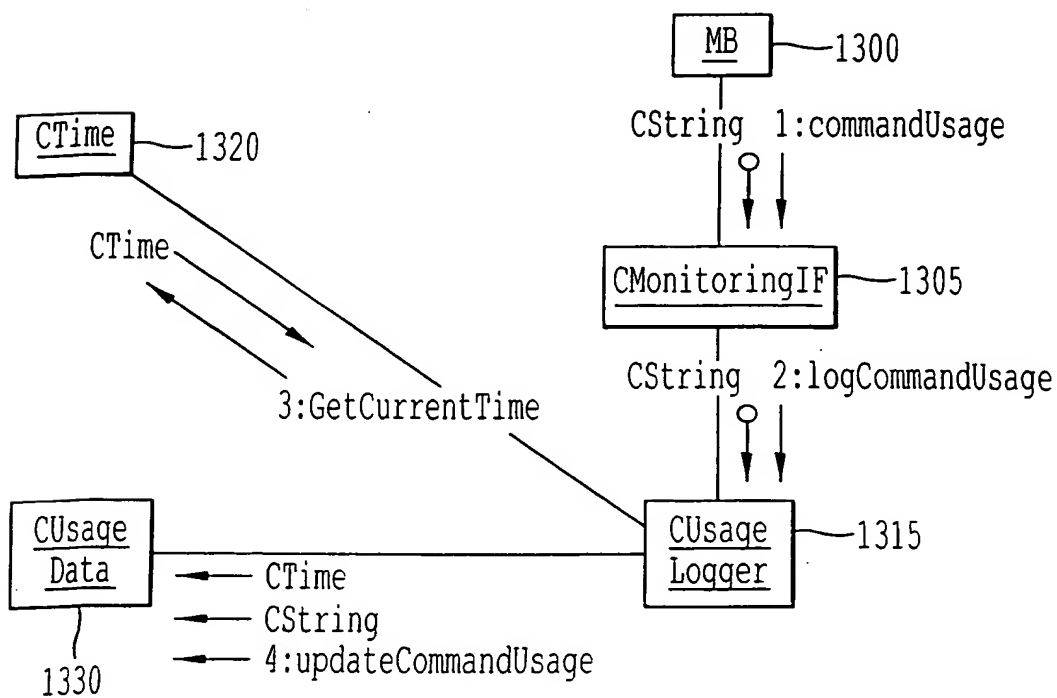 MB
1300
CString 1:commandUsage
CTime
1320
CTime
CMonitoringIF
1305
CString 2:logCommandUsage
3:GetCurrentTime
CUsage
Data
1330
CTime
CString
4:updateCommandUsage
CUsage
Logger
1315